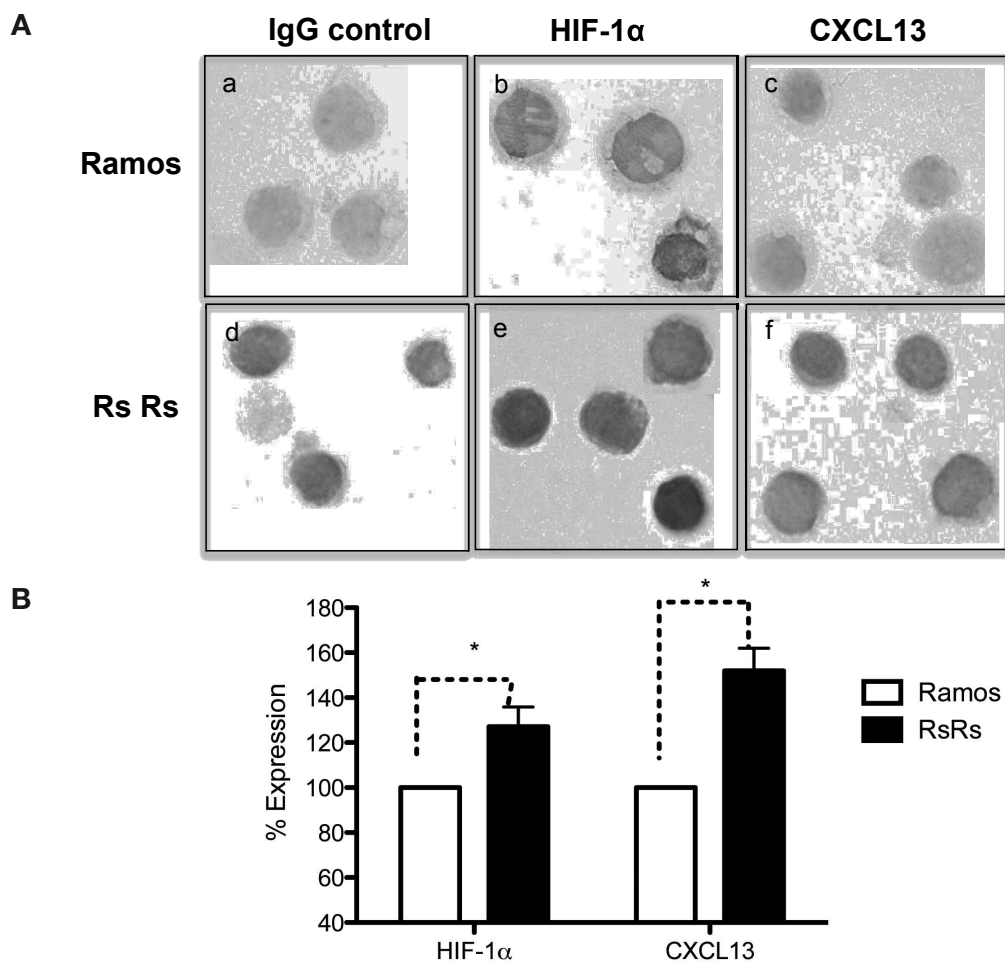 A
IgG control HIF-1α CXCL13
Ramos
a b c
Rs Rs
d e f
B
% Expression
180
160
140
120
100
80
60
40
* *
HIF-1α CXCL13
Ramos
RsRs